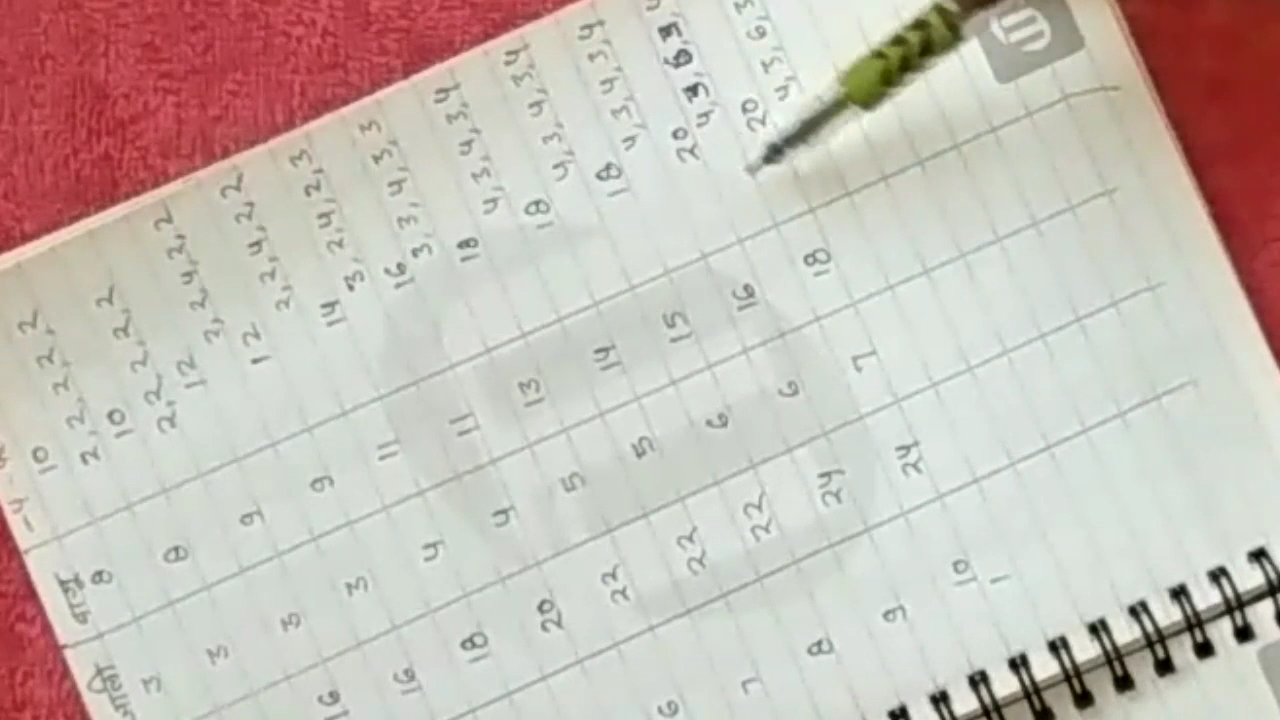 3 8 10
2, 2, 2, 2, 2
3 8 10
2, 2, 2, 2, 2
16 3 9 12
2, 2, 4, 2, 2
16 3 9 12
2, 2, 4, 2, 2
18 4 11 14
3, 2, 4, 2, 3
20 4 11 16
3, 3, 4, 3, 3
6 22 5 13 18
4, 3, 4, 3, 4
7 22 5 14 18
4, 3, 4, 3, 4
8 22 6 15 18
4, 3, 4, 3, 4
9 24 6 16 20
4, 3, 6, 3,
10 24 7 18 20
1 4, 3, 6, 3